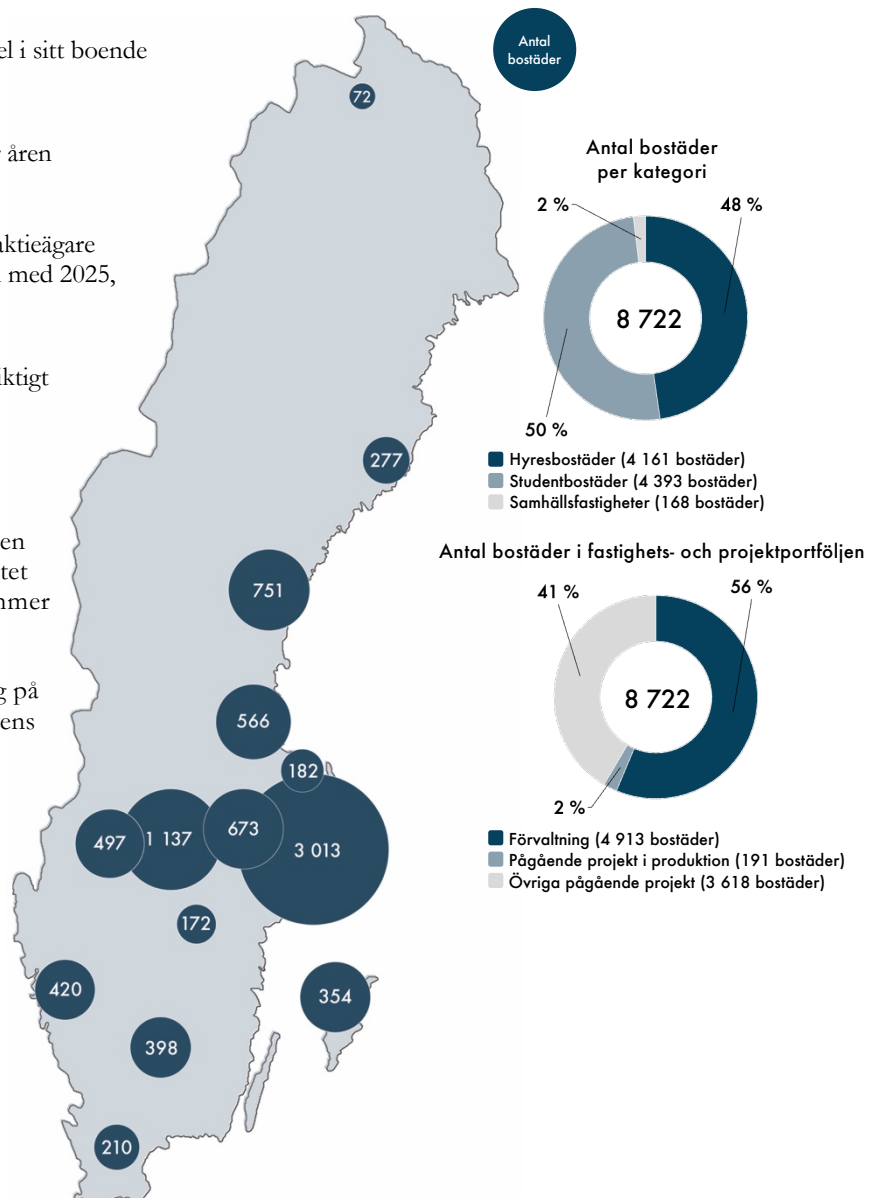 el i sitt boende
åren
aktieägare
med 2025,
iktigt
en
tet
mmer
g på
ens
Antal
bostäder
72
277
751
566
182
497
1 137
673
3 013
172
420
354
398
210
Antal bostäder
per kategori
2 %
48 %
8 722
50 %
Hyresbostäder (4 161 bostäder)
Studentbostäder (4 393 bostäder)
Samhällsfastigheter (168 bostäder)
Antal bostäder i fastighets- och projektportföljen
41 %
56 %
8 722
2 %
Förvaltning (4 913 bostäder)
Pågående projekt i produktion (191 bostäder)
Övriga pågående projekt (3 618 bostäder)